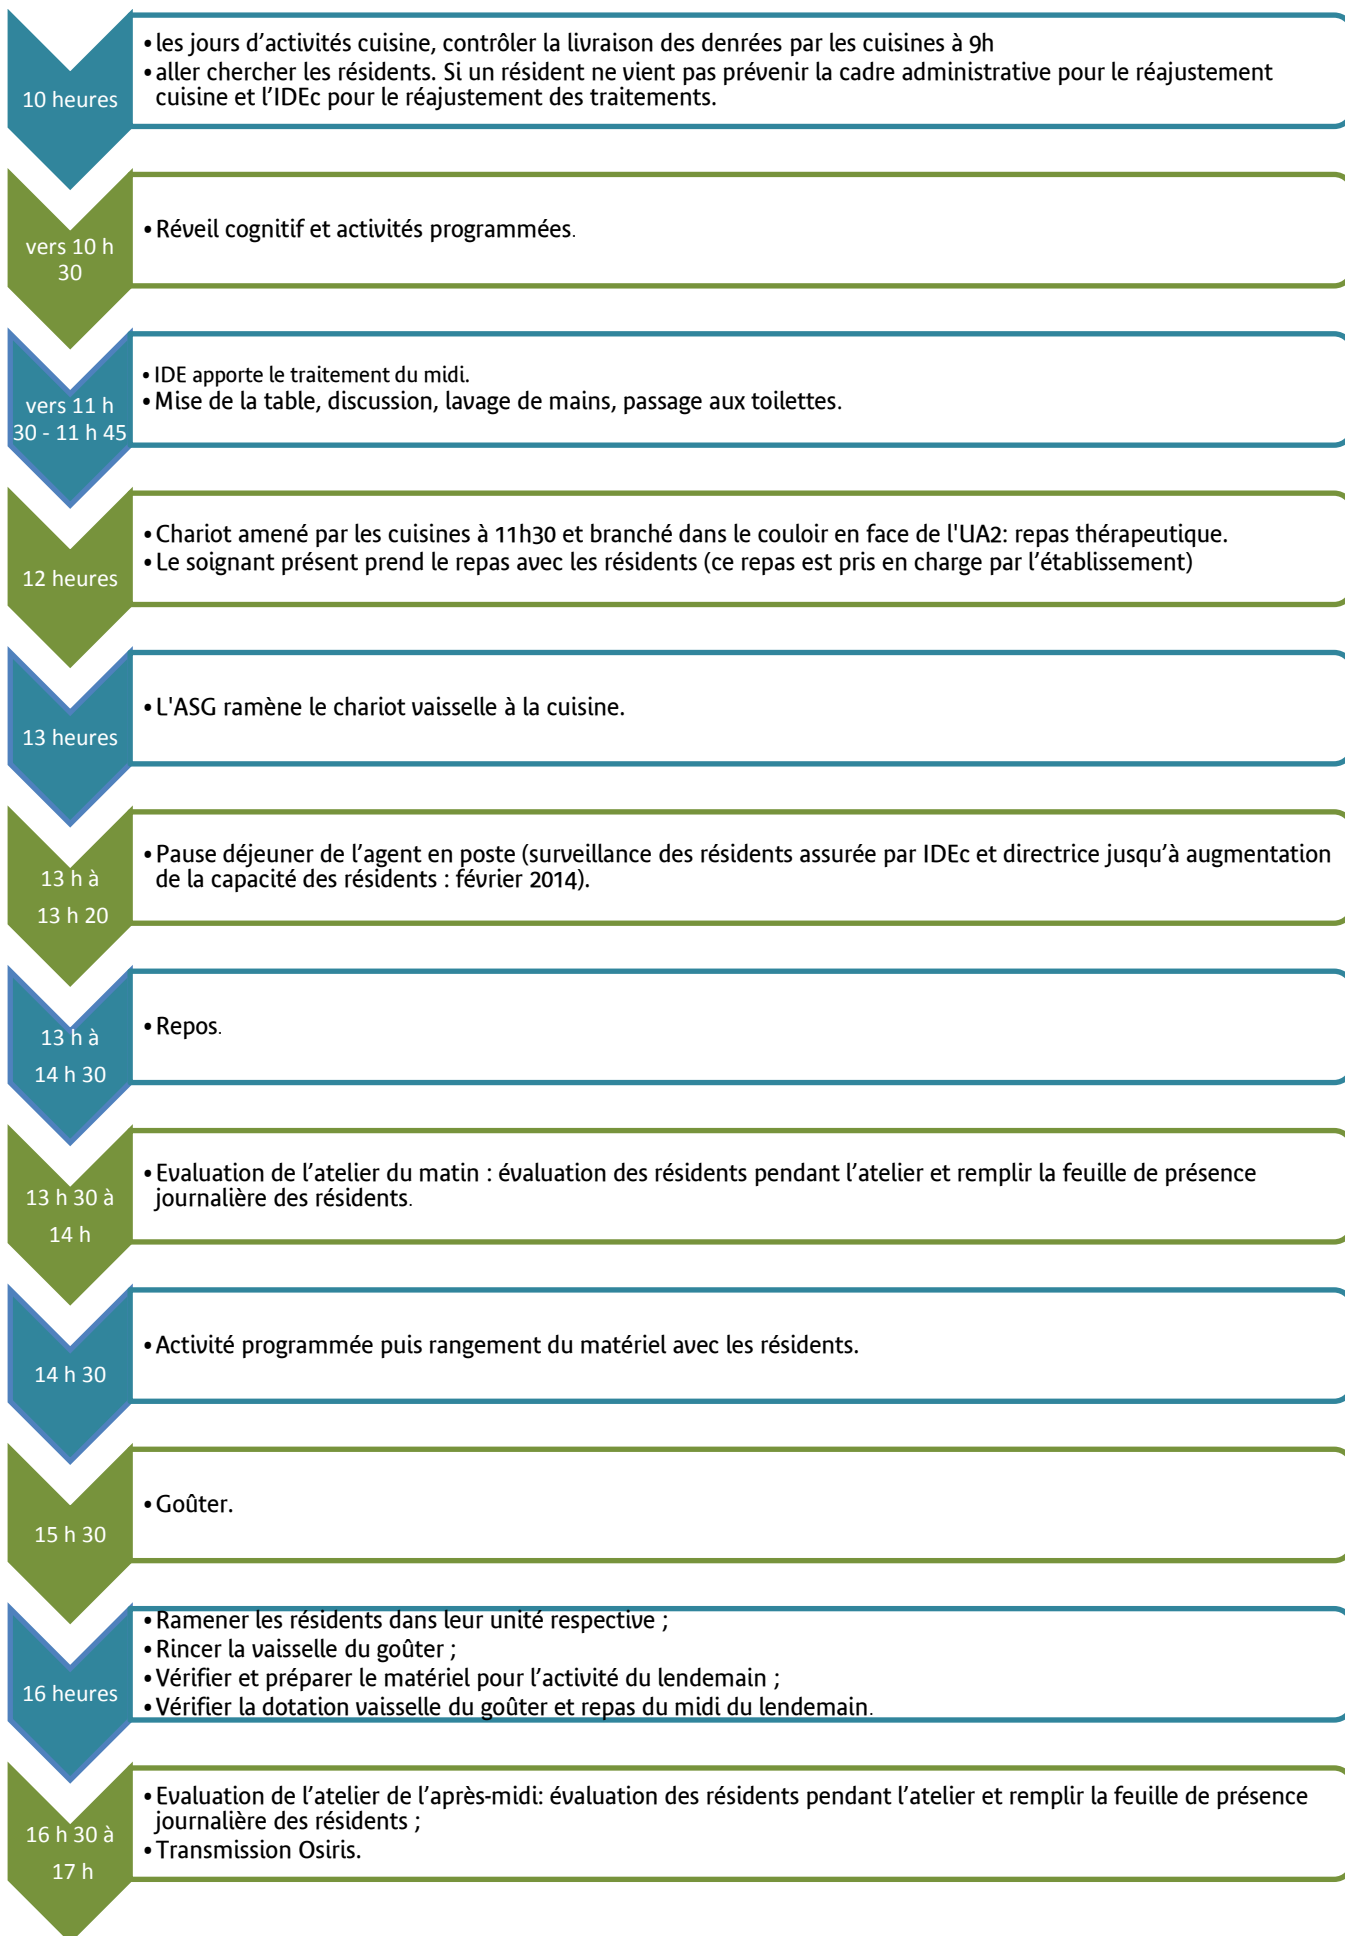 10 heures
• les jours d’activités cuisine, contrôler la livraison des denrées par les cuisines à 9h
• aller chercher les résidents. Si un résident ne vient pas prévenir la cadre administrative pour le réajustement
cuisine et l’IDEc pour le réajustement des traitements.
vers 10 h
30
• Réveil cognitif et activités programmées.
vers 11 h
30 - 11 h 45
• IDE apporte le traitement du midi.
• Mise de la table, discussion, lavage de mains, passage aux toilettes.
12 heures
• Chariot amené par les cuisines à 11h30 et branché dans le couloir en face de l'UA2: repas thérapeutique.
• Le soignant présent prend le repas avec les résidents (ce repas est pris en charge par l’établissement)
13 heures
• L'ASG ramène le chariot vaisselle à la cuisine.
13 h à
13 h 20
• Pause déjeuner de l’agent en poste (surveillance des résidents assurée par IDEc et directrice jusqu’à augmentation
de la capacité des résidents : février 2014).
13 h à
14 h 30
• Repos.
13 h 30 à
14 h
• Evaluation de l’atelier du matin : évaluation des résidents pendant l’atelier et remplir la feuille de présence
journalière des résidents.
14 h 30
• Activité programmée puis rangement du matériel avec les résidents.
15 h 30
• Goûter.
16 heures
• Ramener les résidents dans leur unité respective ;
• Rincer la vaisselle du goûter ;
• Vérifier et préparer le matériel pour l’activité du lendemain ;
• Vérifier la dotation vaisselle du goûter et repas du midi du lendemain.
16 h 30 à
17 h
• Evaluation de l’atelier de l’après-midi: évaluation des résidents pendant l’atelier et remplir la feuille de présence
journalière des résidents ;
• Transmission Osiris.